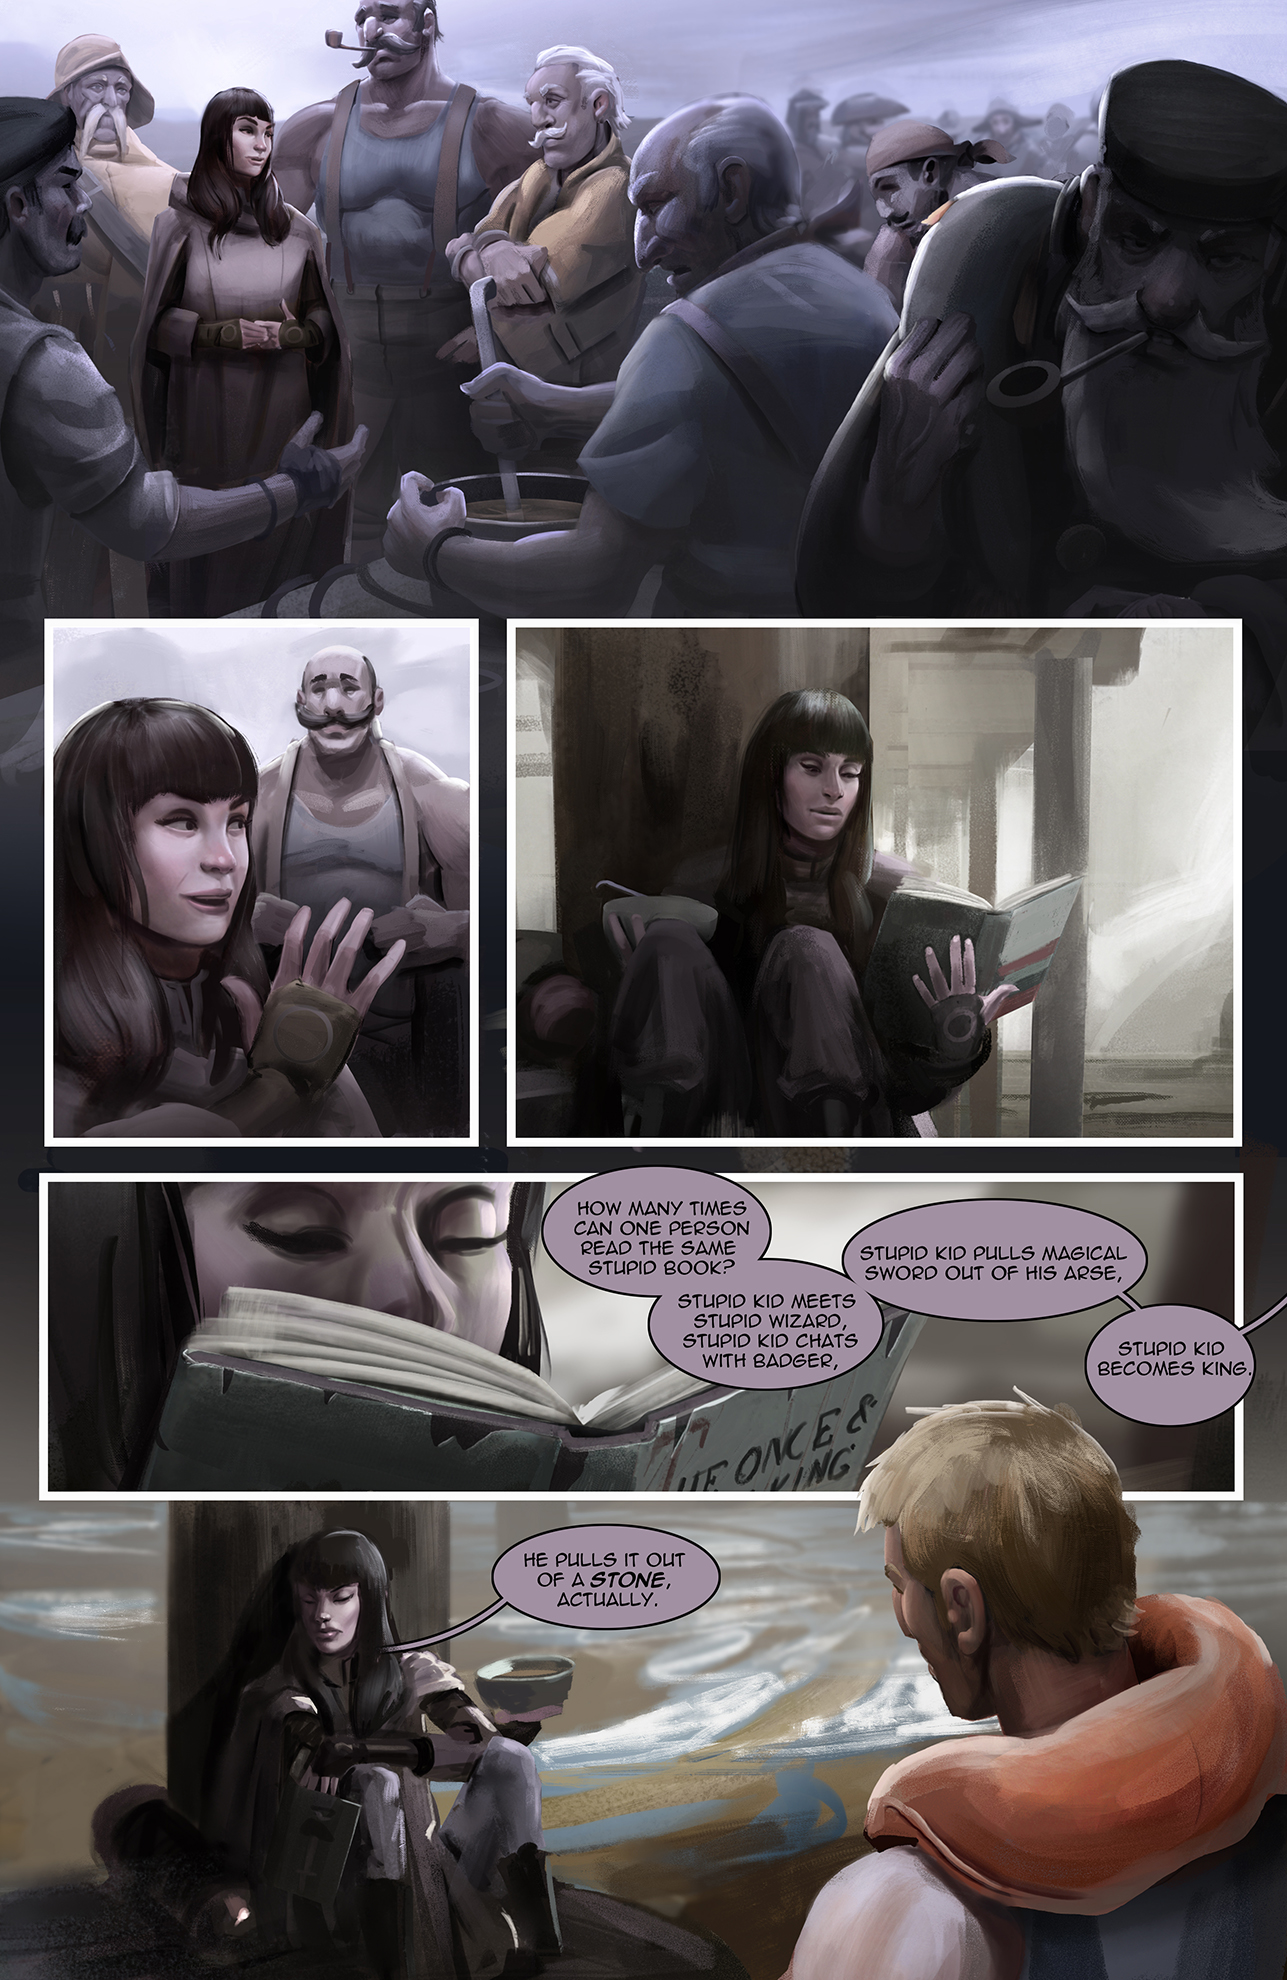 HOW MANY TIMES
CAN ONE PERSON
READ THE SAME
STUPID BOOK?
STUPID KID MEETS
STUPID WIZARD,
STUPID KID CHATS
WITH BADGER,
STUPID KID PULLS MAGICAL
SWORD OUT OF HIS ARSE,
STUPID KID
BECOMES KING.
ONCE &
KING
HE PULLS IT OUT
OF A STONE,
ACTUALLY.